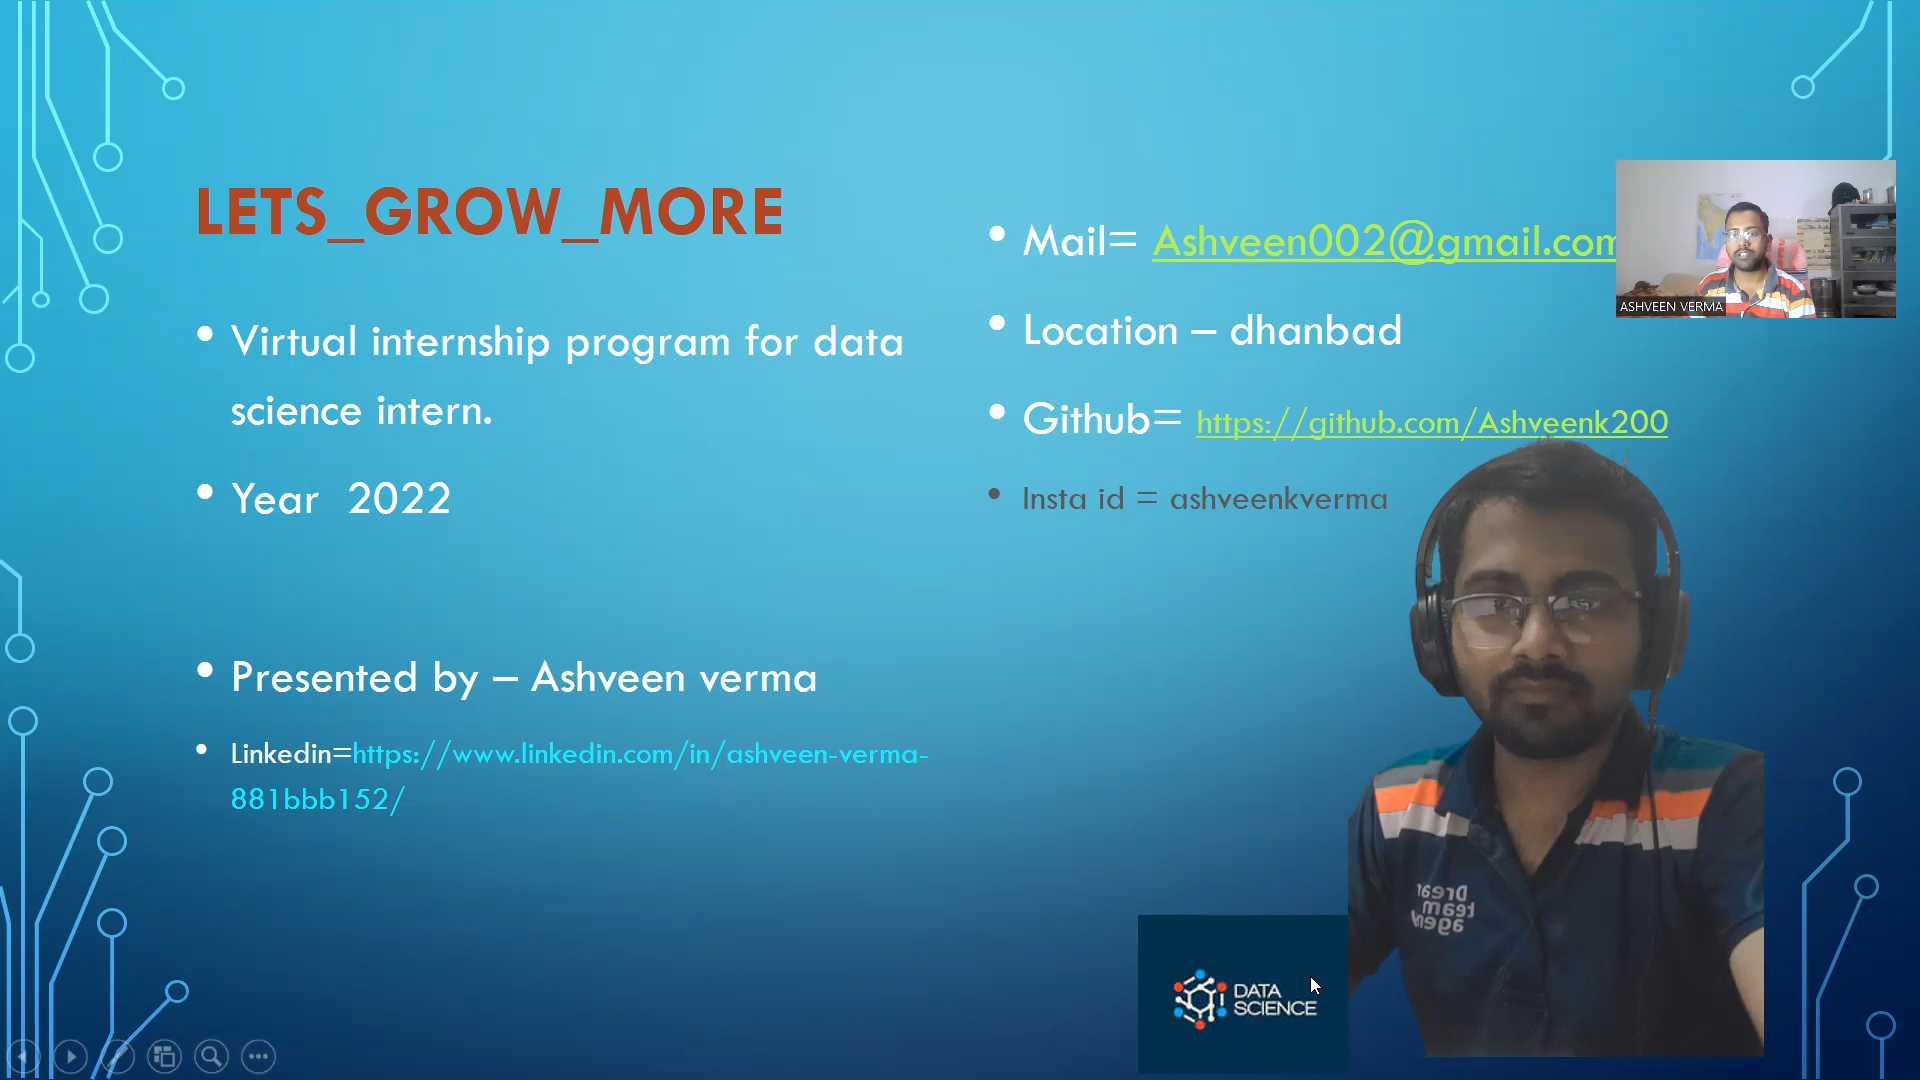 LETS_GROW_MORE
• Virtual internship program for data
science intern.
• Year 2022
• Presented by – Ashveen verma
• Linkedin=https://www.linkedin.com/in/ashveen-verma-
881bbb152/
• Mail= Ashveen002@gmail.com
• Location – dhanbad
• Github= https://github.com/Ashveenk200
• Insta id = ashveenkverma
ASHVEEN VERMA
team
DATA
SCIENCE